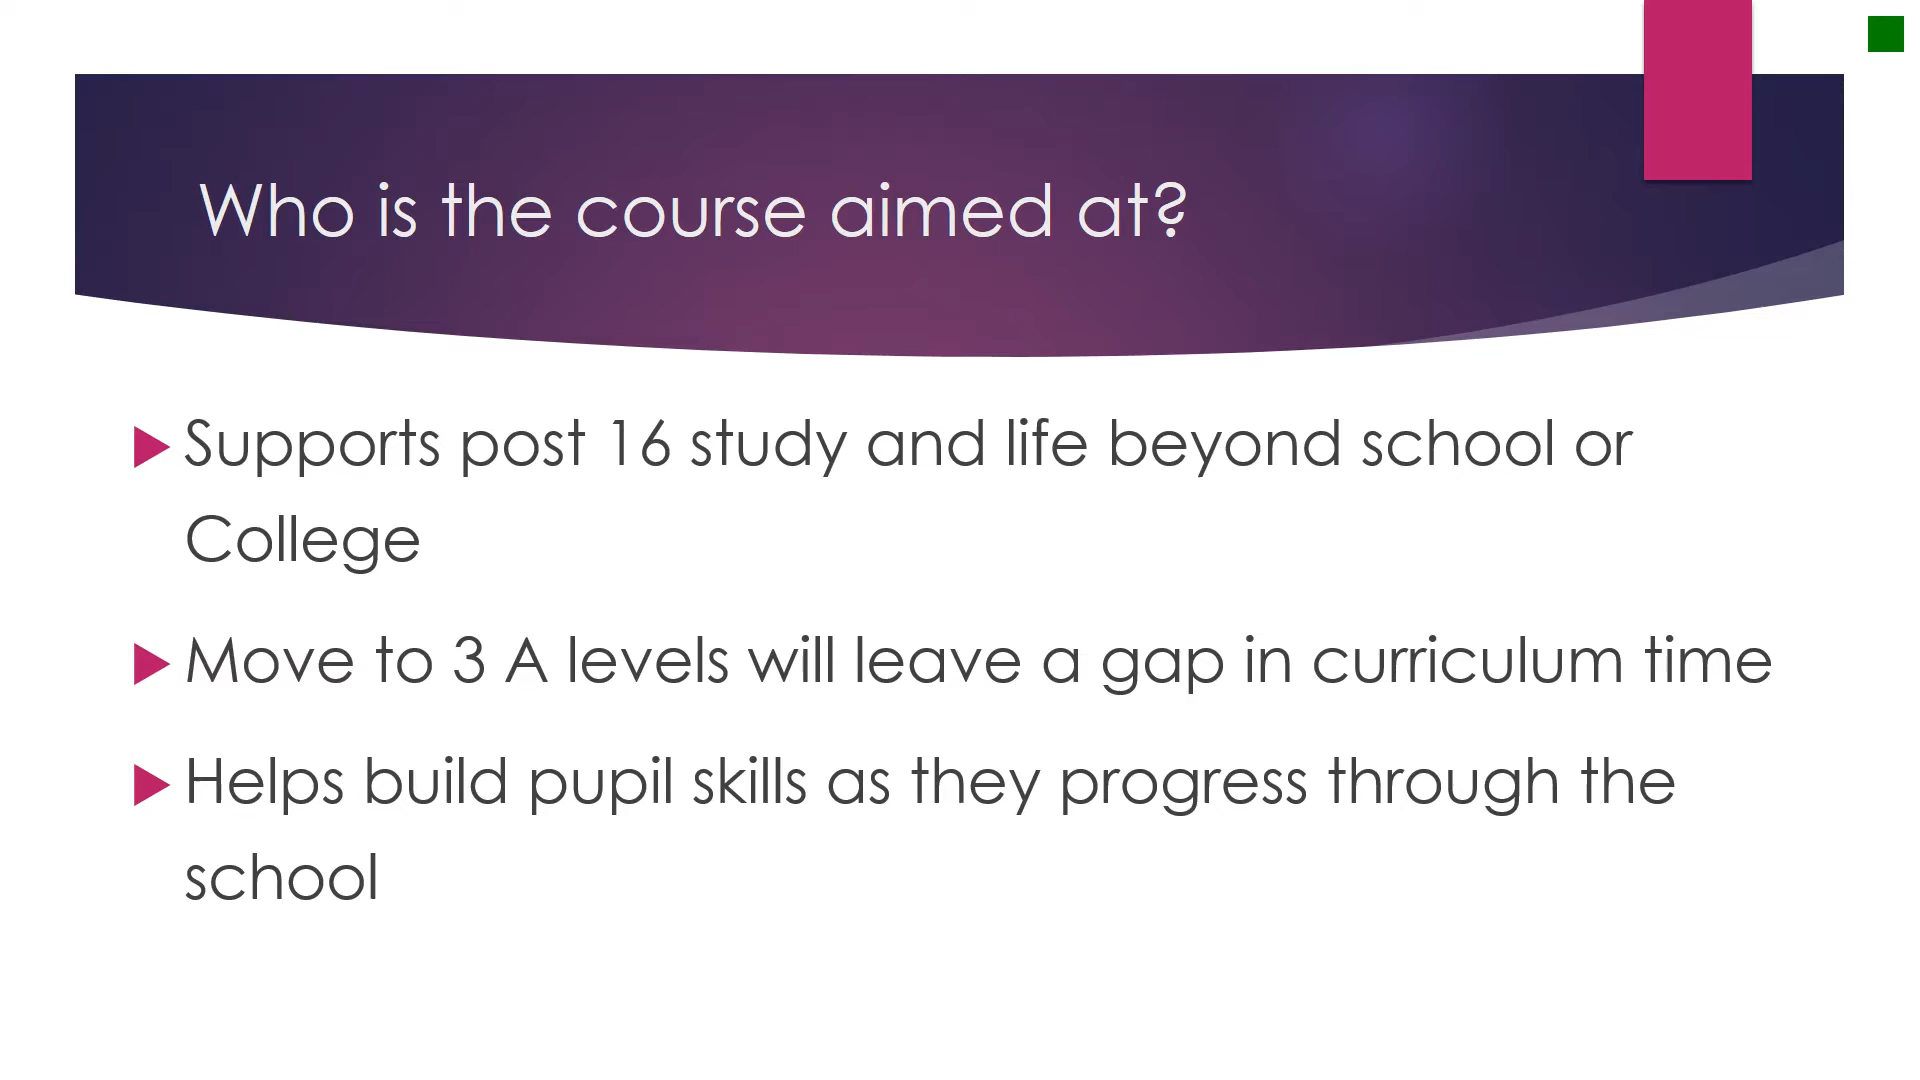 Who is the course aimed at?
Supports post 16 study and life beyond school or
College
Move to 3 A levels will leave a gap in curriculum time
Helps build pupil skills as they progress through the
school